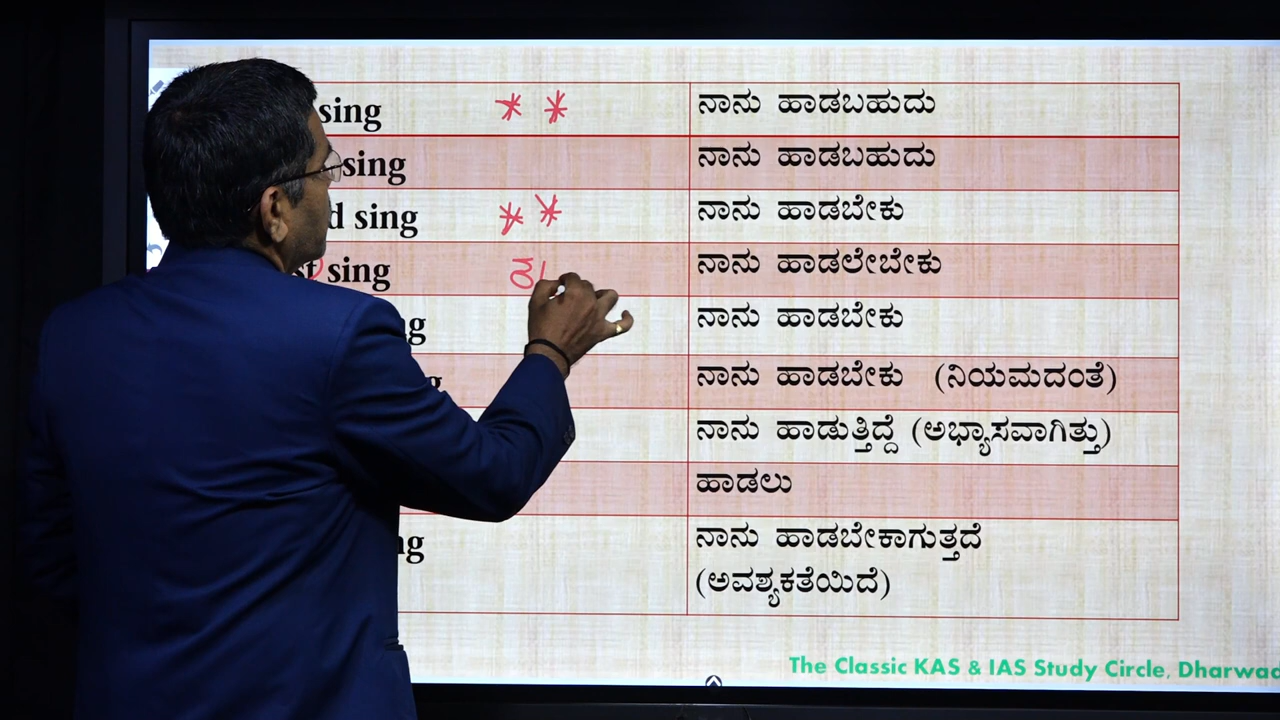 sing ನಾನು ಹಾಡಬಹುದು
sing ನಾನು ಹಾಡಬಹುದು
d sing ನಾನು ಹಾಡಬೇಕು
st sing ನಾನು ಹಾಡಲೇಬೇಕು
ng ನಾನು ಹಾಡಬೇಕು
g ನಾನು ಹಾಡಬೇಕು (ನಿಯಮದಂತೆ)
ನಾನು ಹಾಡುತ್ತಿದ್ದೆ (ಅಭ್ಯಾಸವಾಗಿತ್ತು)
ಹಾಡಲು
ng ನಾನು ಹಾಡಬೇಕಾಗುತ್ತದೆ
(ಅವಶ್ಯಕತೆಯಿದೆ)
The Classic KAS & IAS Study Circle, Dharwad